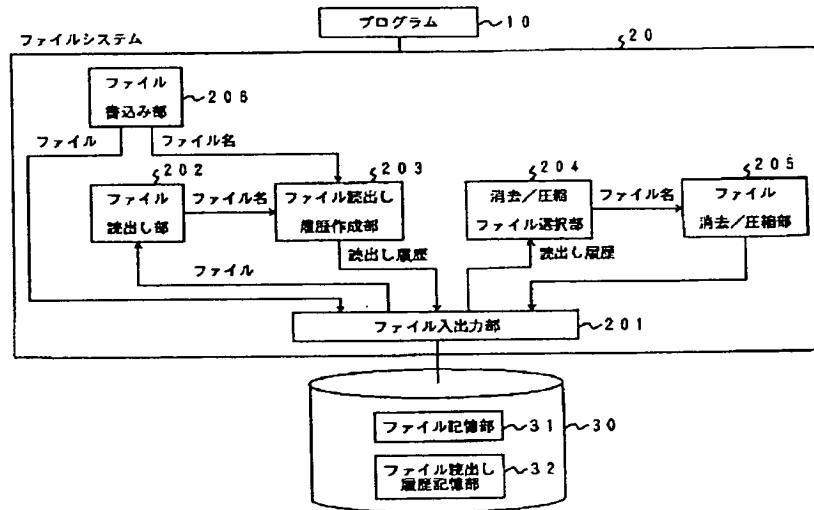 プログラム
10
ファイルシステム
20
ファイル
書込み部
206
ファイル
ファイル名
202
203
204
205
ファイル
読出し部
ファイル名
ファイル読出し
履歴作成部
消去/圧縮
ファイル選択部
ファイル名
ファイル
消去/圧縮部
ファイル
読出し履歴
読出し履歴
ファイル入出力部
201
ファイル記憶部
31
30
ファイル読出し
履歴記憶部
32